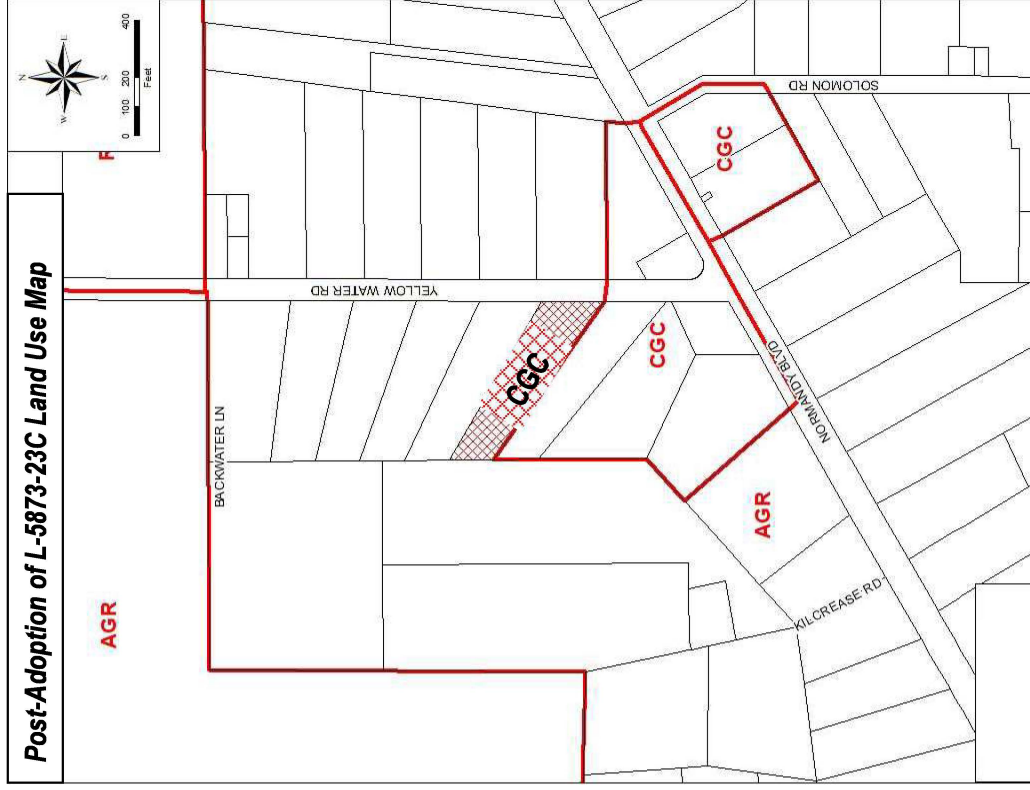 Post-Adoption of L-5873-23C Land Use Map
N
W
E
S
0 100 200 400
Feet
AGR
BACKWATER LN
YELLOW WATER RD
CGC
CGC
CGC
SOLOMON RD
NORMANDY BLVD
AGR
KILCREASE RD